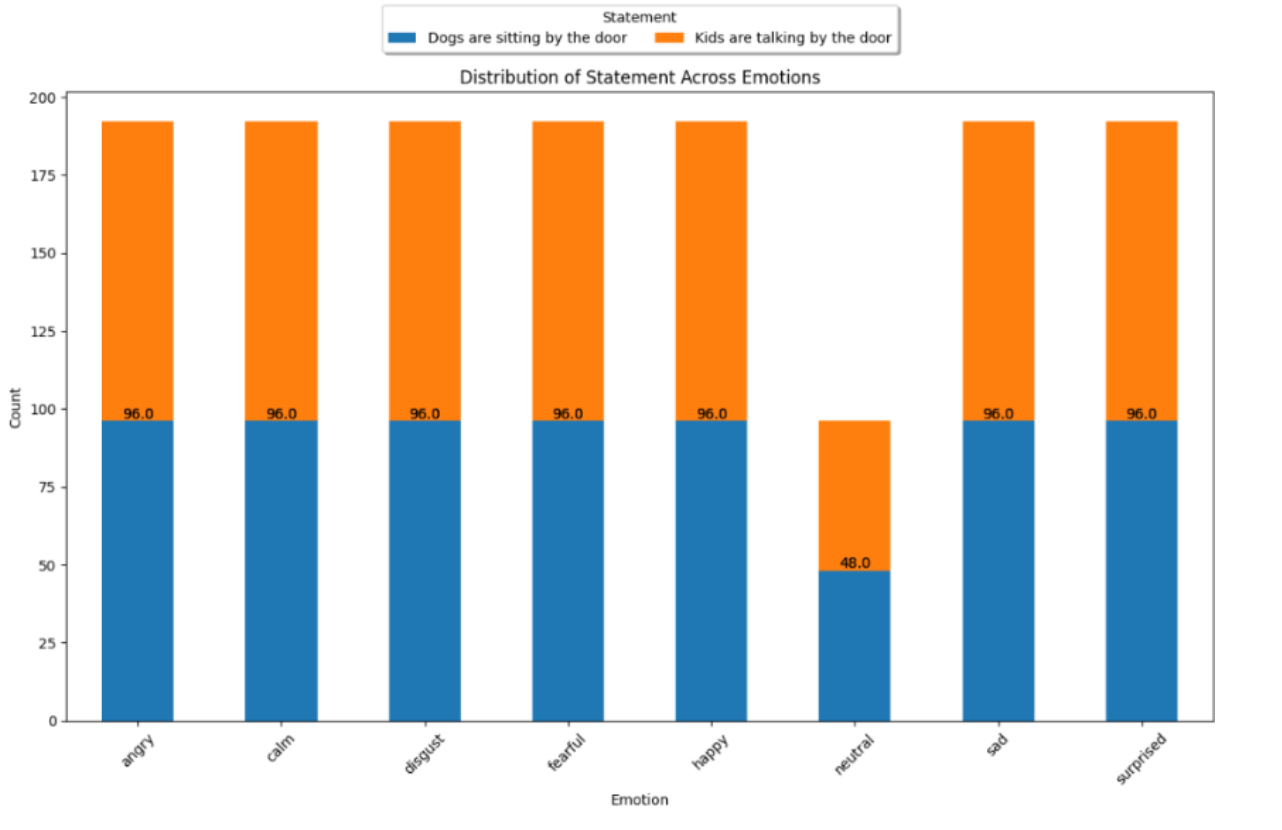 Statement
Dogs are sitting by the door Kids are talking by the door
Distribution of Statement Across Emotions
200
175
150
125
100
75
50
25
0
Count
96.0 96.0 96.0 96.0 96.0 48.0 96.0 96.0
angry calm disgust fearful happy neutral sad surprised
Emotion